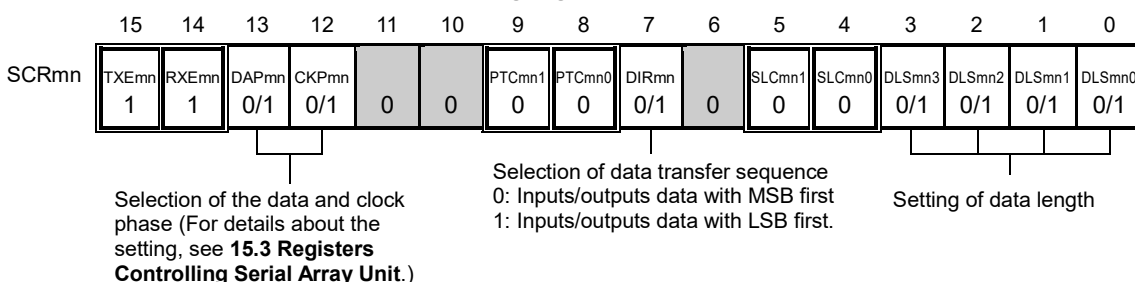 15 14 13 12 11 10 9 8 7 6 5 4 3 2 1 0
SCRmn TXEmn RXEmn DAPmn CKPmn PTCmn1 PTCmn0 DIRmn SLCmn1 SLCmn0 DLSmn3 DLSmn2 DLSmn1 DLSmn0
1 1 0/1 0/1 0 0 0 0 0/1 0 0 0 0/1 0/1 0/1 0/1
Selection of the data and clock
phase (For details about the
setting, see 15.3 Registers
Controlling Serial Array Unit.)
Selection of data transfer sequence
0: Inputs/outputs data with MSB first
1: Inputs/outputs data with LSB first.
Setting of data length